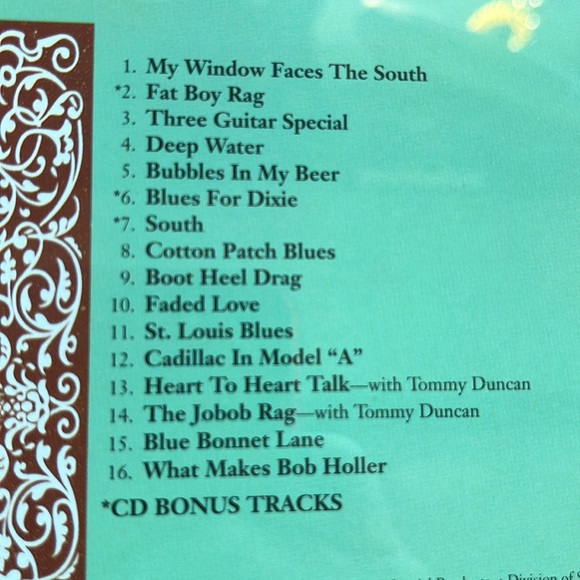 1. My Window Faces The South
*2. Fat Boy Rag
3. Three Guitar Special
4. Deep Water
5. Bubbles In My Beer
*6. Blues For Dixie
*7. South
8. Cotton Patch Blues
9. Boot Heel Drag
10. Faded Love
11. St. Louis Blues
12. Cadillac In Model “A”
13. Heart To Heart Talk—with Tommy Duncan
14. The Jobob Rag—with Tommy Duncan
15. Blue Bonnet Lane
16. What Makes Bob Holler
*CD BONUS TRACKS
Division of